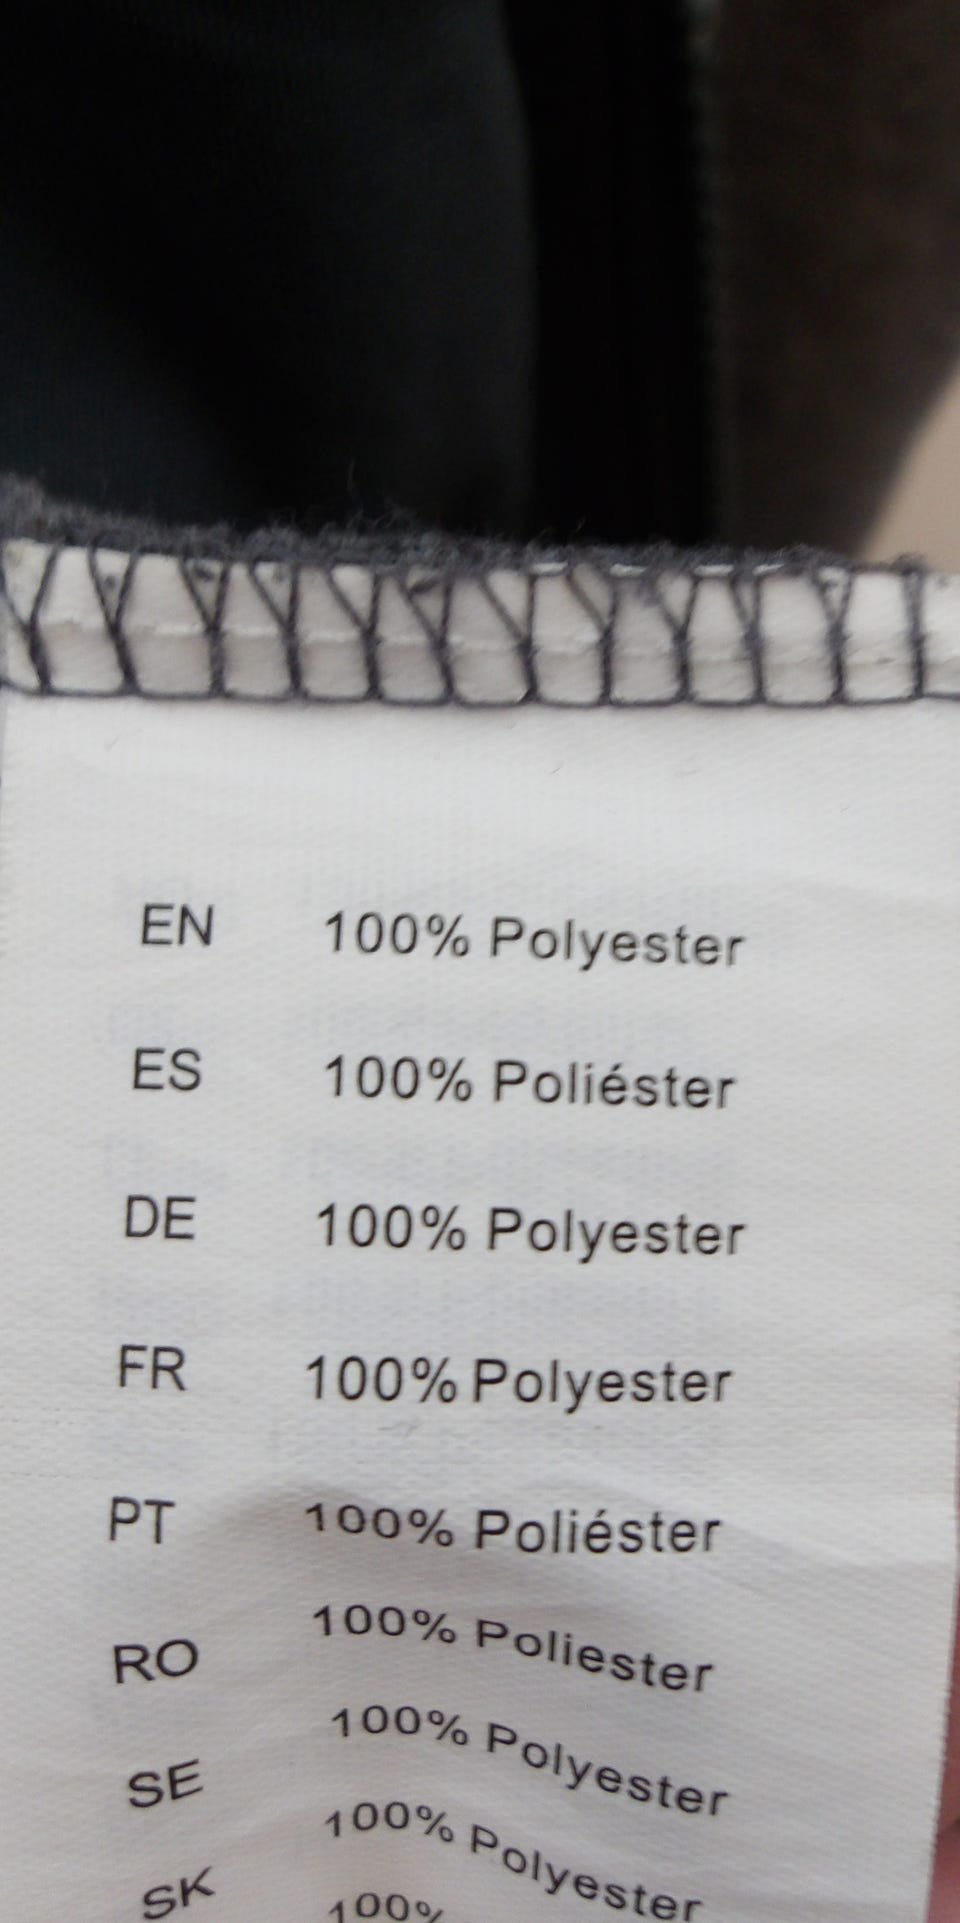 EN 100% Polyester
ES 100% Poliéster
DE 100% Polyester
FR 100% Polyester
PT 100% Poliéster
RO 100% Poliester
SE 100% Polyester
SK 100% Polyester
100%